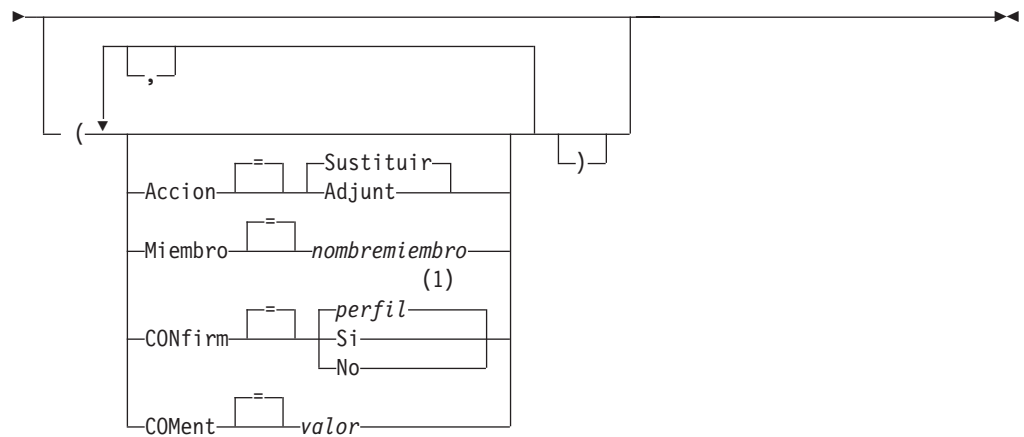 ,
(
)
= Sustituir
Accion Adjunt
=
Miembro nombremiembro
(1)
= perfil
CONfirm Si
No
=
COMent valor